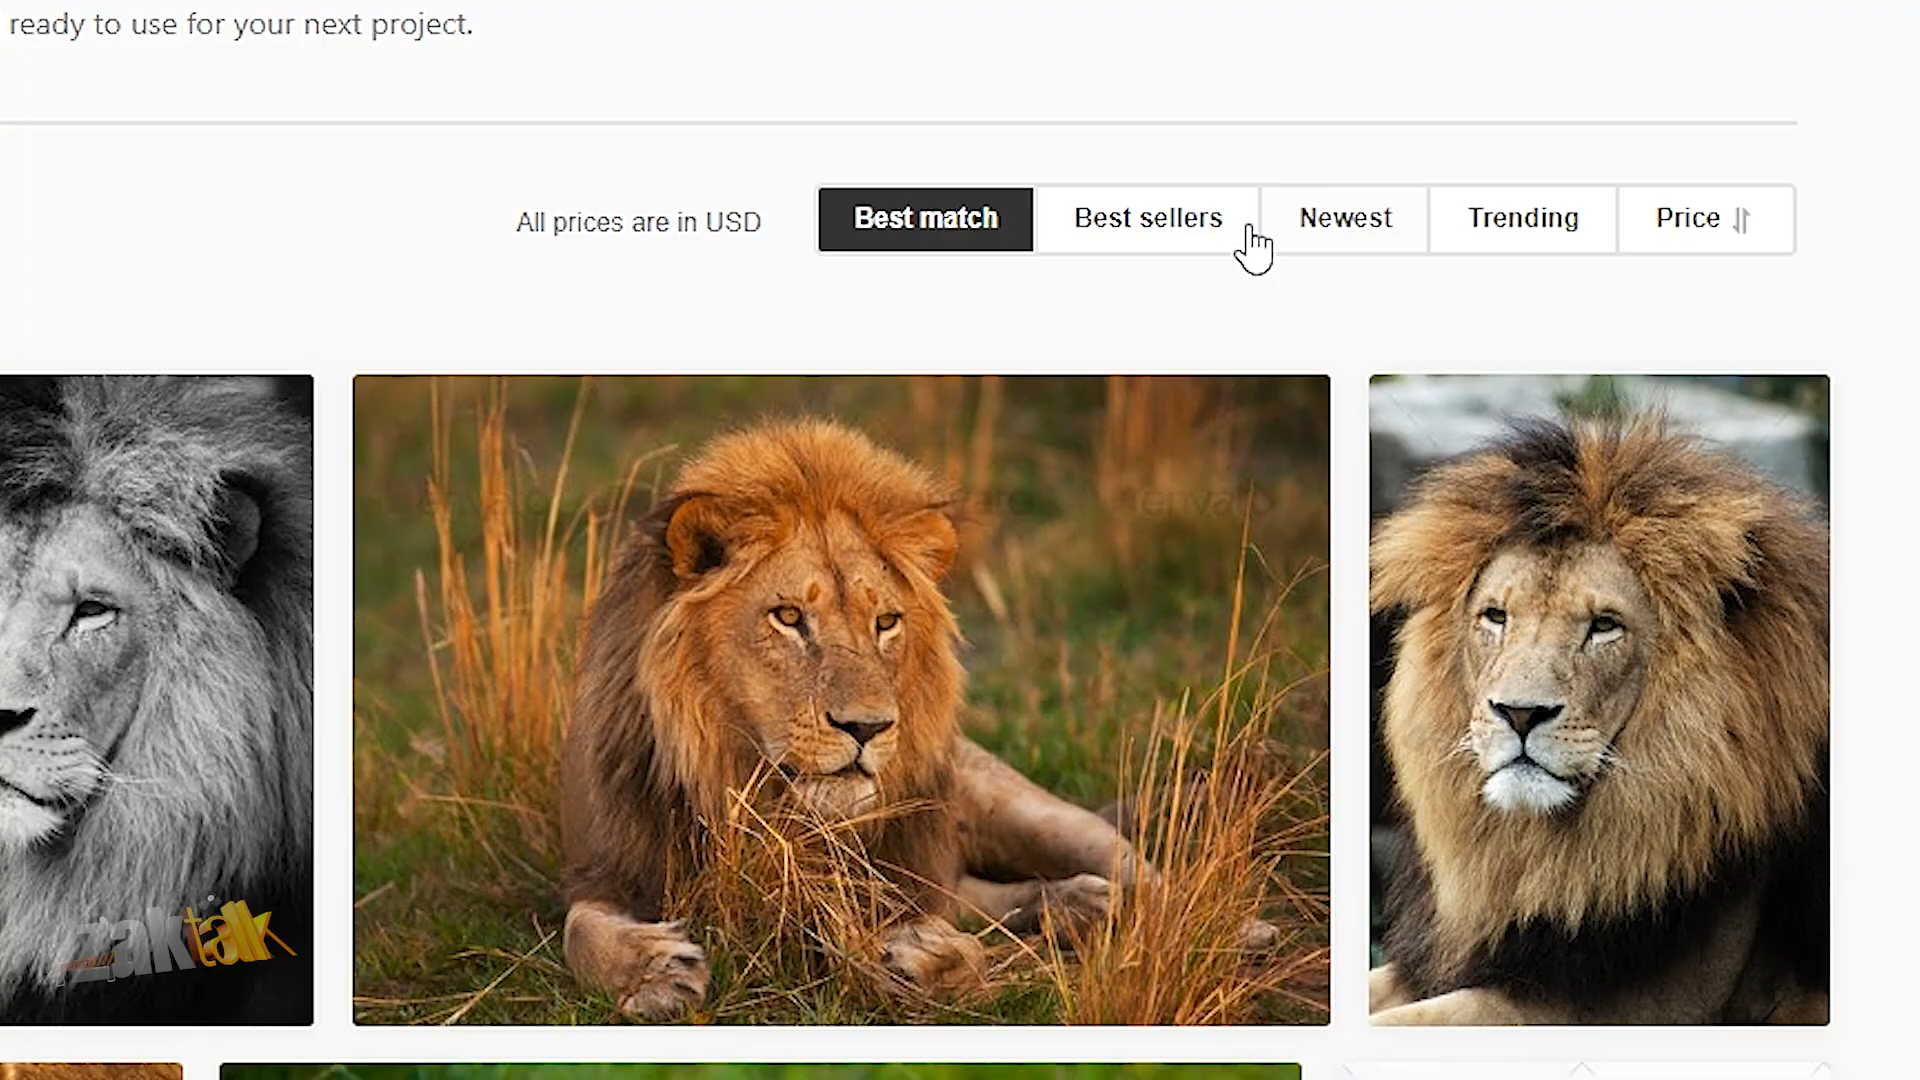 ready to use for your next project.
All prices are in USD
Best match
Best sellers
Newest
Trending
Price
envato
zaktalk